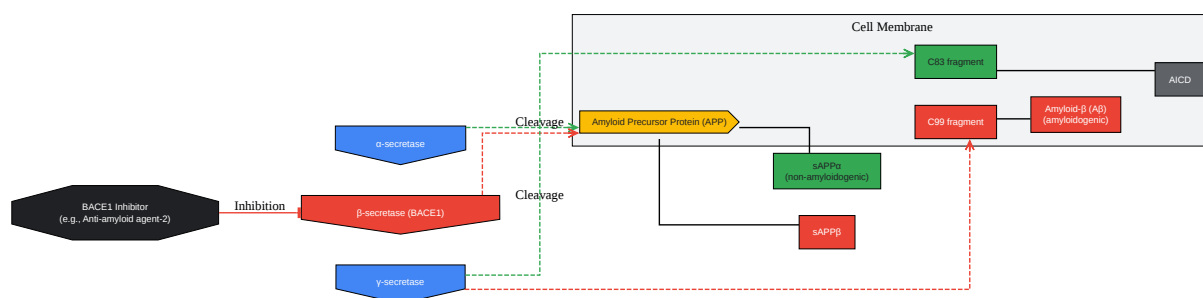 Cell Membrane
C83 fragment
AICD
Amyloid-β (Aβ)
(amyloidogenic)
C99 fragment
Cleavage
Amyloid Precursor Protein (APP)
α-secretase
sAPPα
(non-amyloidogenic)
Cleavage
BACE1 Inhibitor
(e.g., Anti-amyloid agent-2)
Inhibition
β-secretase (BACE1)
sAPPβ
γ-secretase